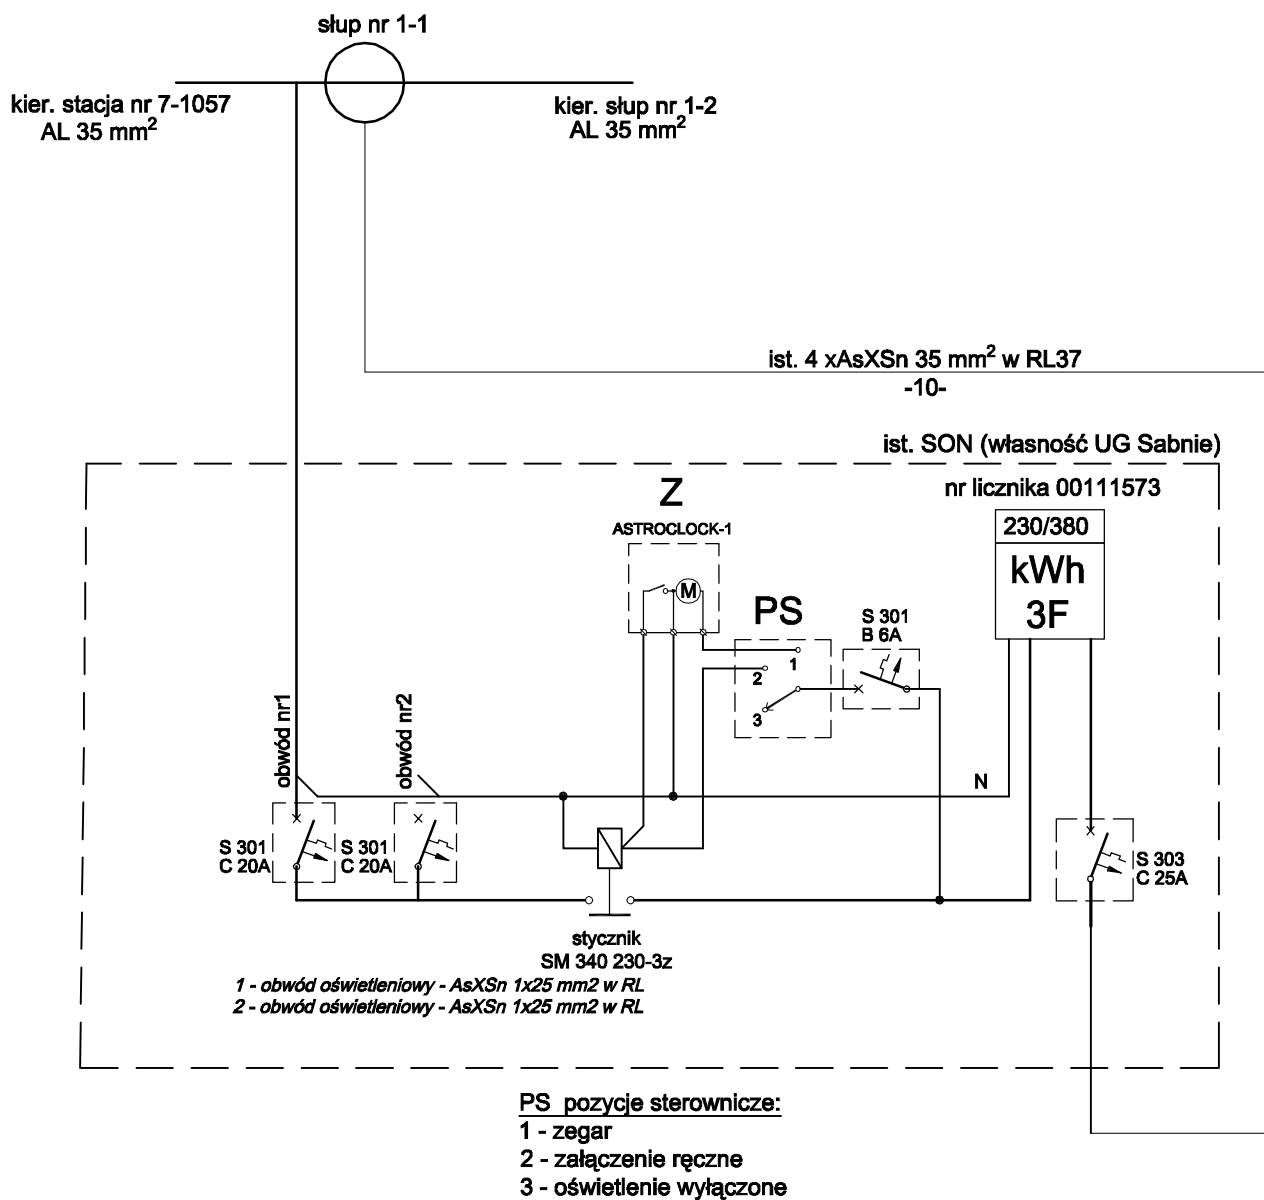 słup nr 1-1
kier. stacja nr 7-1057
AL 35 mm²
kier. słup nr 1-2
AL 35 mm²
ist. 4 xAsXSn 35 mm² w RL37
-10-
ist. SON (własność UG Sabnie)
nr licznika 00111573
230/380
kWh
3F
Z
ASTROCLOCK-1
M
PS
1
2
3
S 301
B 6A
obwód nr1
obwód nr2
N
S 301
C 20A
S 301
C 20A
S 303
C 25A
stycznik
SM 340 230-3z
1 - obwód oświetleniowy - AsXSn 1x25 mm2 w RL
2 - obwód oświetleniowy - AsXSn 1x25 mm2 w RL
PS pozycje sterownicze:
1 - zegar
2 - załączenie ręczne
3 - oświetlenie wyłączone